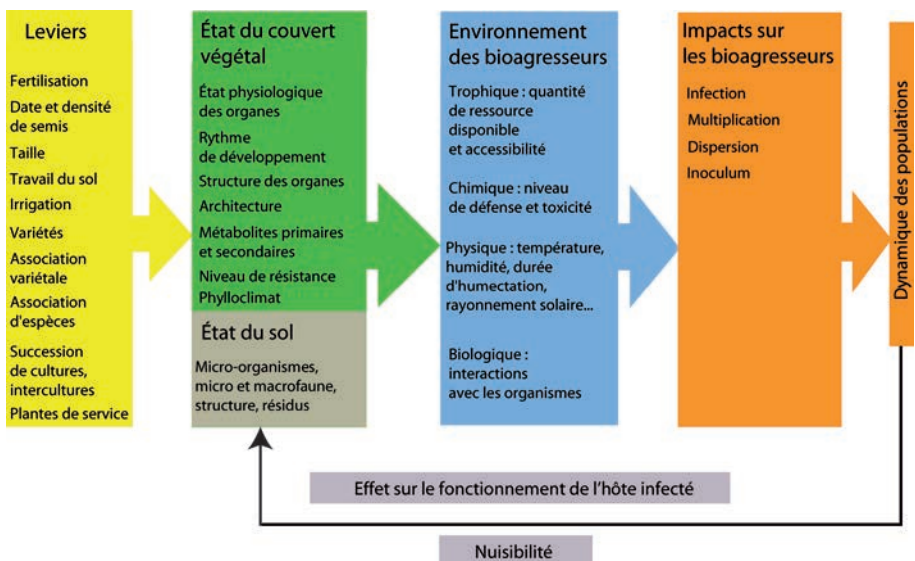 Leviers
Fertilisation
Date et densité
de semis
Taille
Travail du sol
Irrigation
Variétés
Association
variétale
Association
d'espèces
Succession
de cultures,
intercultures
Plantes de service
État du couvert
végétal
État physiologique
des organes
Rythme
de développement
Structure des organes
Architecture
Métabolites primaires
et secondaires
Niveau de résistance
Phylloclimat
État du sol
Micro-organismes,
micro et macrofaune,
structure, résidus
Environnement
des bioagresseurs
Trophique : quantité
de ressource
disponible
et accessibilité
Chimique : niveau
de défense et toxicité
Physique : température,
humidité, durée
d'humectation,
rayonnement solaire...
Biologique :
interactions
avec les organismes
Impacts sur
les bioagresseurs
Infection
Multiplication
Dispersion
Inoculum
Dynamique des populations
Effet sur le fonctionnement de l'hôte infecté
Nuisibilité